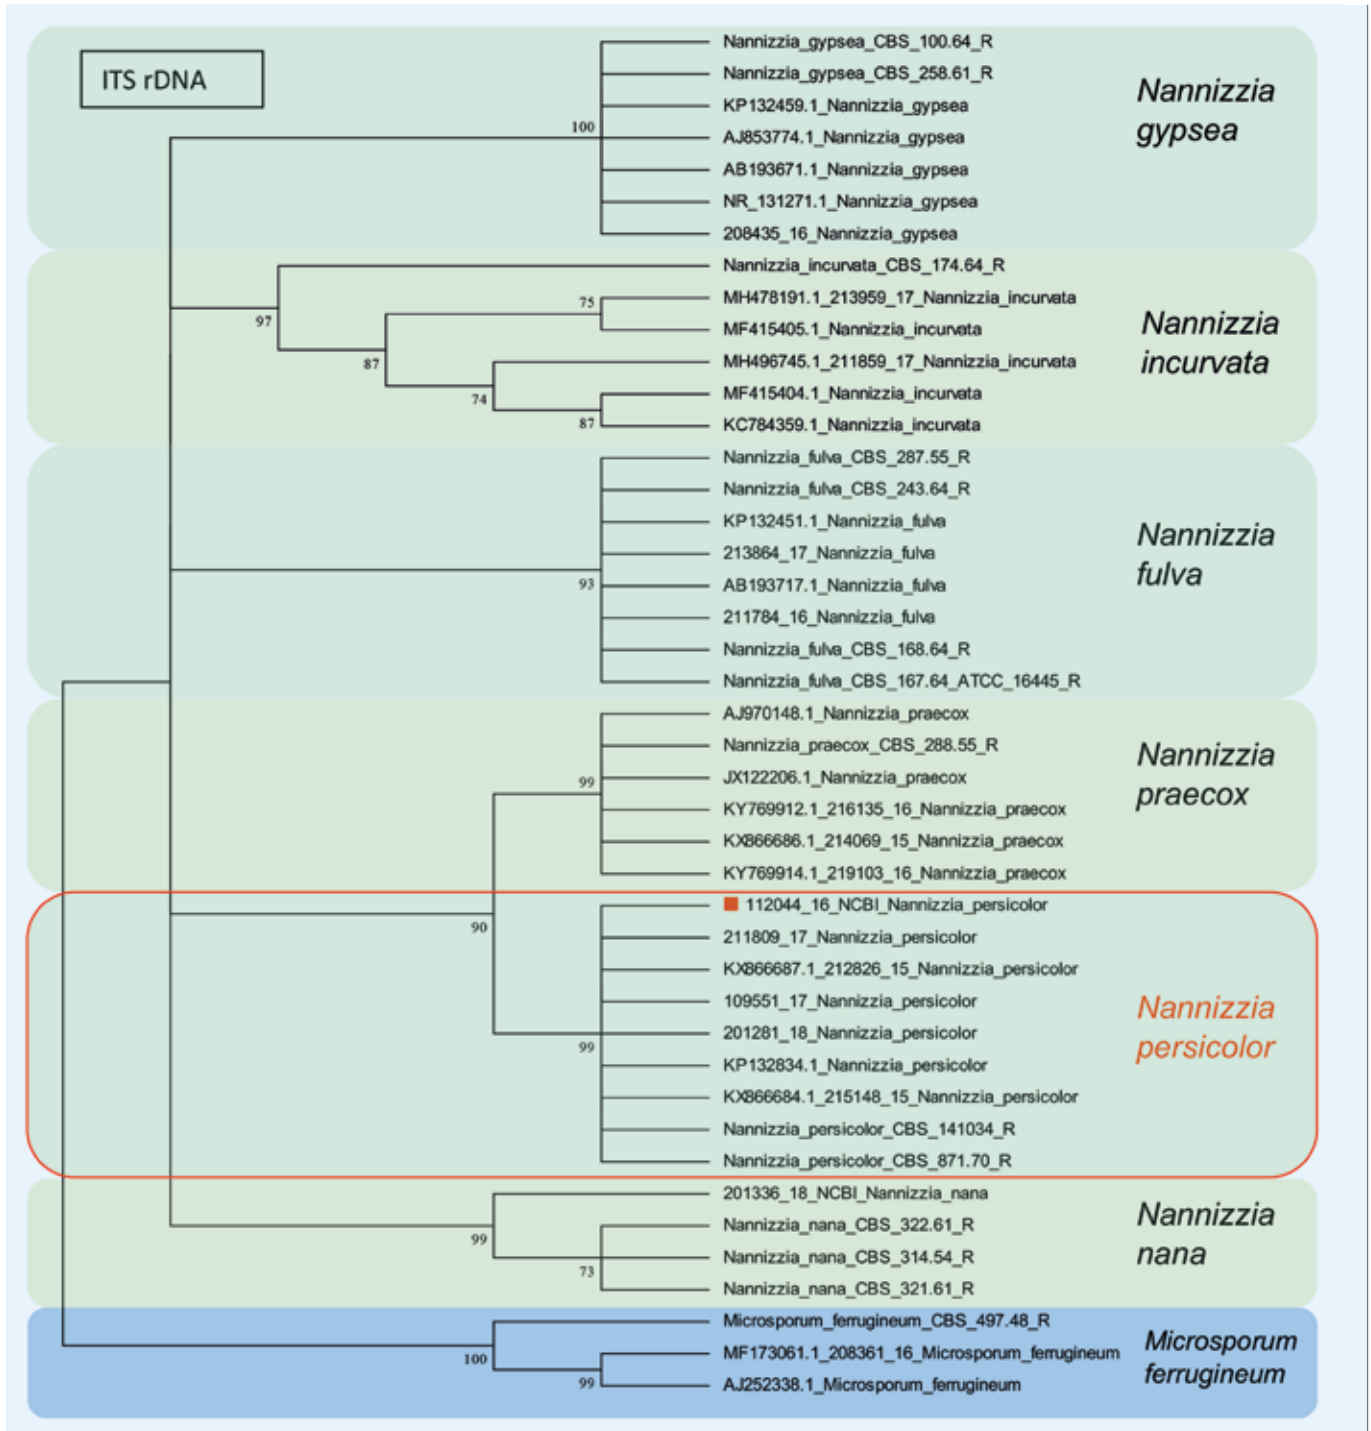 ITS rDNA
Nannizzia_gypsea_CBS_100.64_R
Nannizzia_gypsea_CBS_258.61_R
KP132459.1_Nannizzia_gypsea
AJ853774.1_Nannizzia_gypsea
AB193671.1_Nannizzia_gypsea
NR_131271.1_Nannizzia_gypsea
208435_16_Nannizzia_gypsea
100
Nannizzia
gypsea
Nannizzia_incurvata_CBS_174.64_R
MH478191.1_213959_17_Nannizzia_incurvata
MF415405.1_Nannizzia_incurvata
MH496745.1_211859_17_Nannizzia_incurvata
MF415404.1_Nannizzia_incurvata
KC784359.1_Nannizzia_incurvata
75
97
87
74
87
Nannizzia
incurvata
Nannizzia_fulva_CBS_287.55_R
Nannizzia_fulva_CBS_243.64_R
KP132451.1_Nannizzia_fulva
213864_17_Nannizzia_fulva
AB193717.1_Nannizzia_fulva
211784_16_Nannizzia_fulva
Nannizzia_fulva_CBS_168.64_R
Nannizzia_fulva_CBS_167.64_ATCC_16445_R
93
Nannizzia
fulva
AJ970148.1_Nannizzia_praecox
Nannizzia_praecox_CBS_288.55_R
JX122206.1_Nannizzia_praecox
KY769912.1_216135_16_Nannizzia_praecox
KX866686.1_214069_15_Nannizzia_praecox
KY769914.1_219103_16_Nannizzia_praecox
99
Nannizzia
praecox
90
112044_16_NCBI_Nannizzia_persicolor
211809_17_Nannizzia_persicolor
KX866687.1_212826_15_Nannizzia_persicolor
109551_17_Nannizzia_persicolor
201281_18_Nannizzia_persicolor
KP132834.1_Nannizzia_persicolor
KX866684.1_215148_15_Nannizzia_persicolor
Nannizzia_persicolor_CBS_141034_R
Nannizzia_persicolor_CBS_871.70_R
99
Nannizzia
persicolor
201336_18_NCBI_Nannizzia_nana
Nannizzia_nana_CBS_322.61_R
Nannizzia_nana_CBS_314.54_R
Nannizzia_nana_CBS_321.61_R
99
73
Nannizzia
nana
Microsporum_ferrugineum_CBS_497.48_R
MF173061.1_208361_16_Microsporum_ferrugineum
AJ252338.1_Microsporum_ferrugineum
100
99
Microsporum
ferrugineum